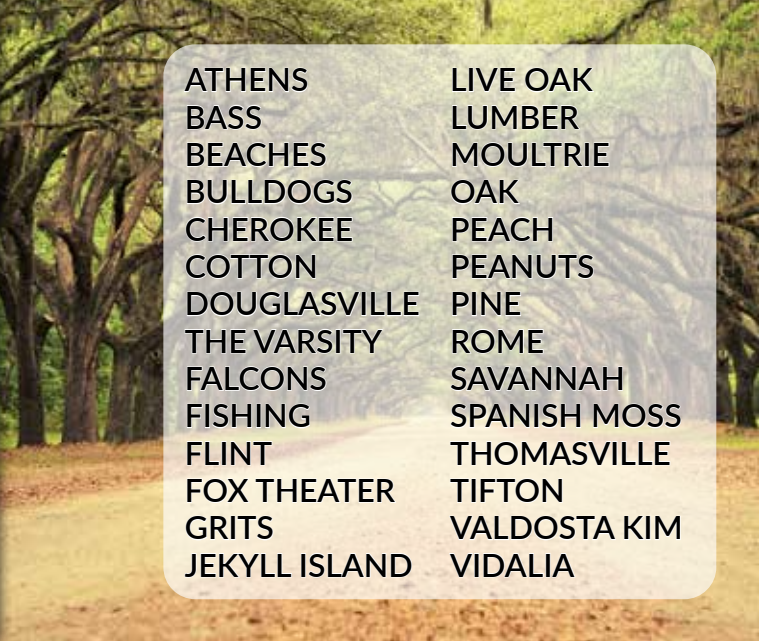 ATHENS
BASS
BEACHES
BULLDOGS
CHEROKEE
COTTON
DOUGLASVILLE
THE VARSITY
FALCONS
FISHING
FLINT
FOX THEATER
GRITS
JEKYLL ISLAND
LIVE OAK
LUMBER
MOULTRIE
OAK
PEACH
PEANUTS
PINE
ROME
SAVANNAH
SPANISH MOSS
THOMASVILLE
TIFTON
VALDOSTA KIM
VIDALIA